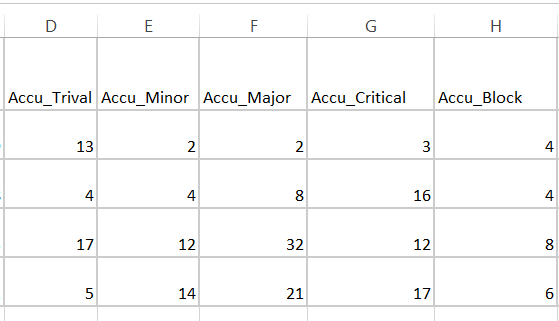 D E F G H
Accu_Trival Accu_Minor Accu_Major Accu_Critical Accu_Block
13 2 2 3 4
4 4 8 16 4
17 12 32 12 8
5 14 21 17 6